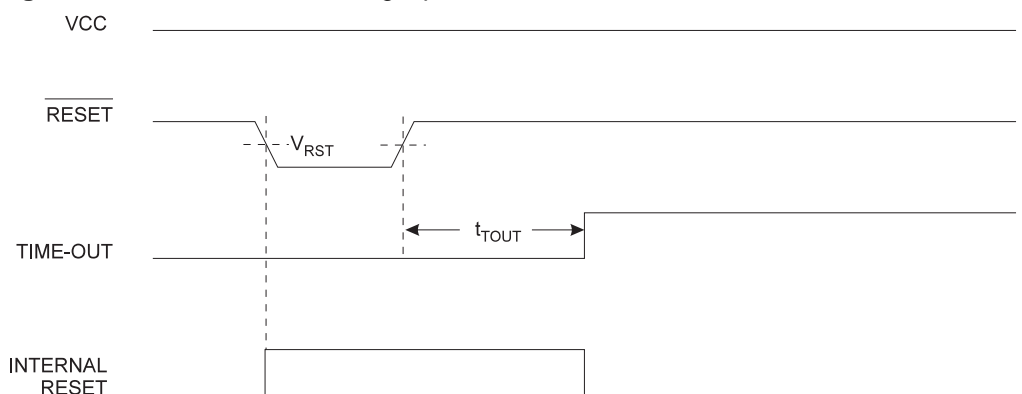 VCC
RESET
VRST
tTOUT
TIME-OUT
INTERNAL
RESET